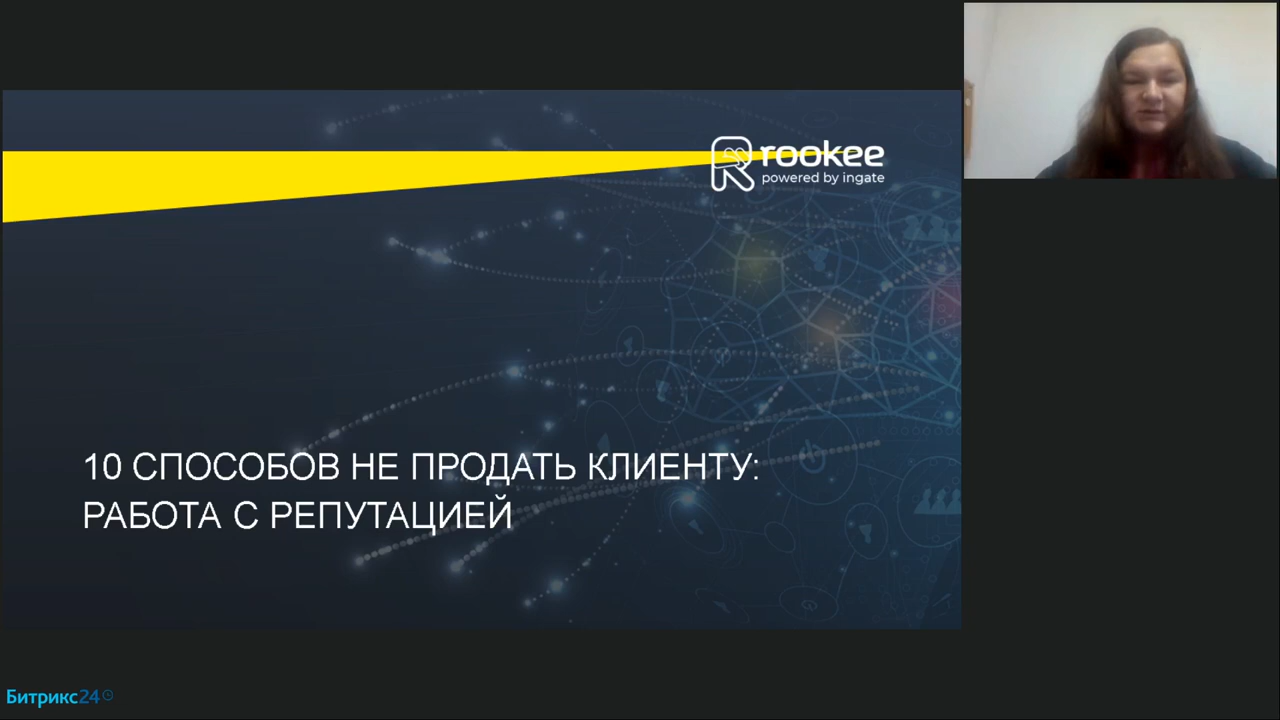 rookee
powered by ingate
10 СПОСОБОВ НЕ ПРОДАТЬ КЛИЕНТУ:
РАБОТА С РЕПУТАЦИЕЙ
Битрикс24